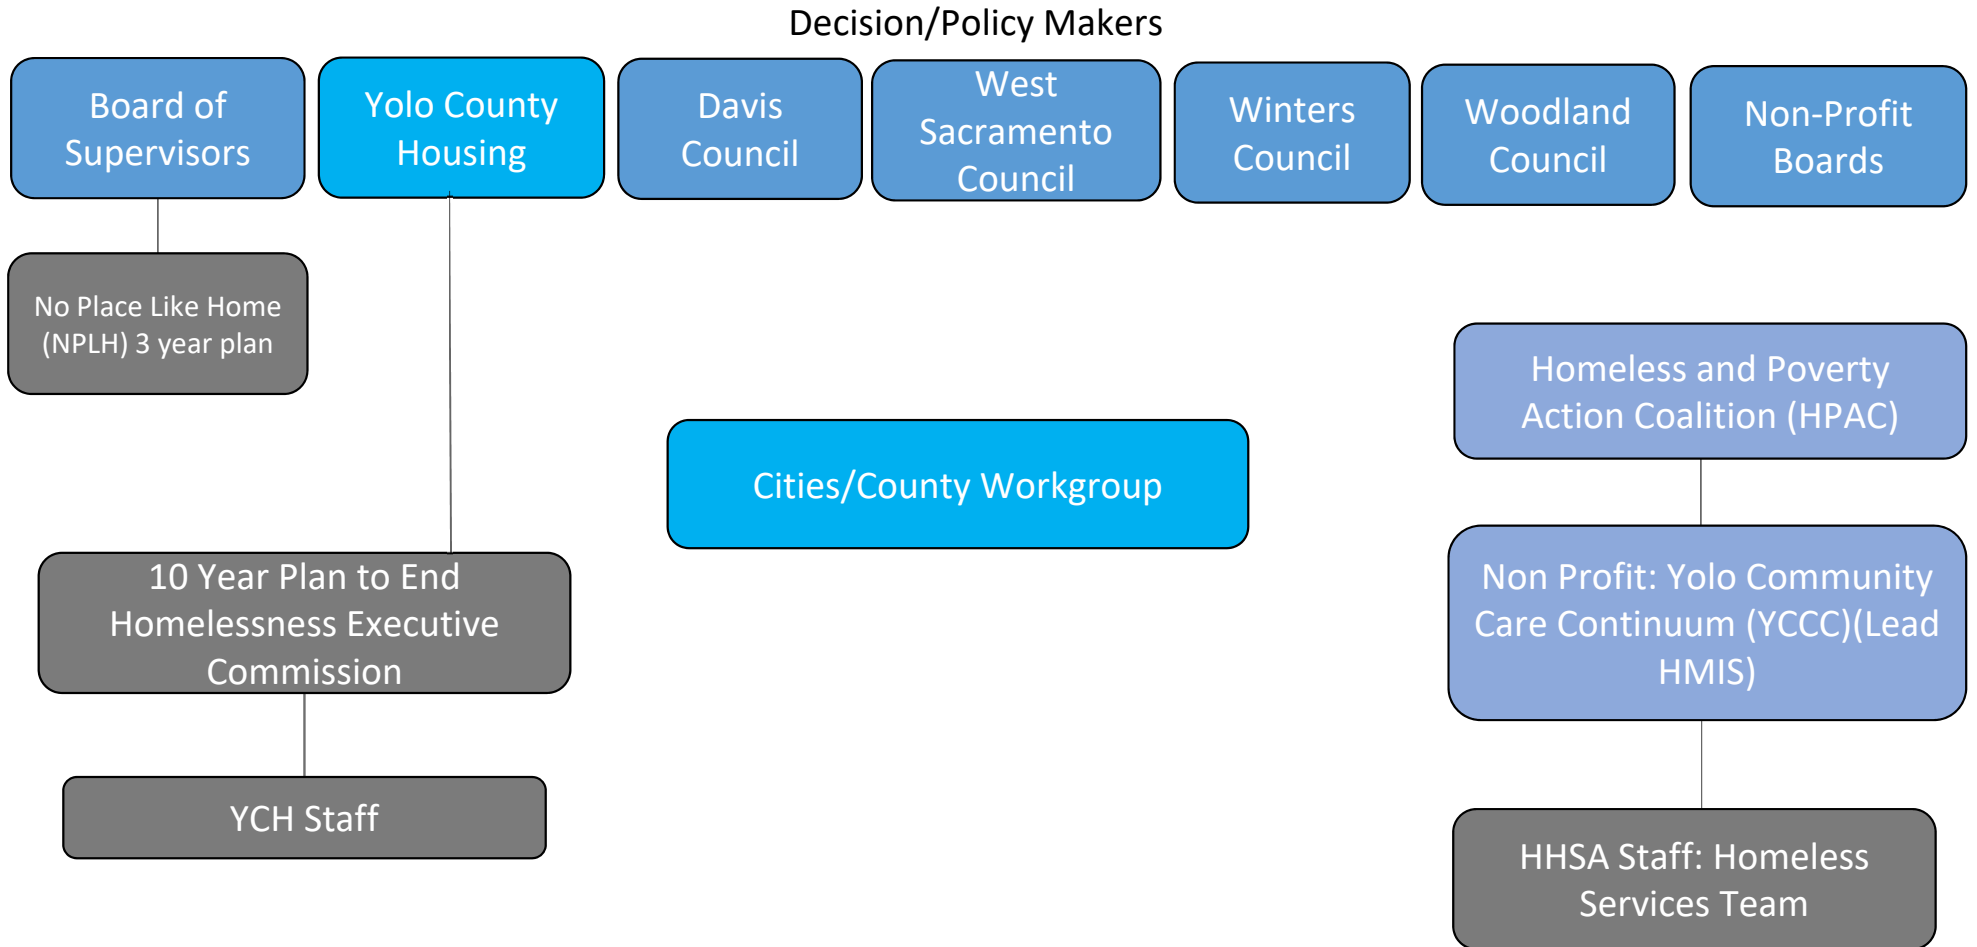 Decision/Policy Makers
Board of
Supervisors
Yolo County
Housing
Davis
Council
West
Sacramento
Council
Winters
Council
Woodland
Council
Non-Profit
Boards
No Place Like Home
(NPLH) 3 year plan
Homeless and Poverty
Action Coalition (HPAC)
Cities/County Workgroup
10 Year Plan to End
Homelessness Executive
Commission
Non Profit: Yolo Community
Care Continuum (YCCC)(Lead
HMIS)
YCH Staff
HHSA Staff: Homeless
Services Team